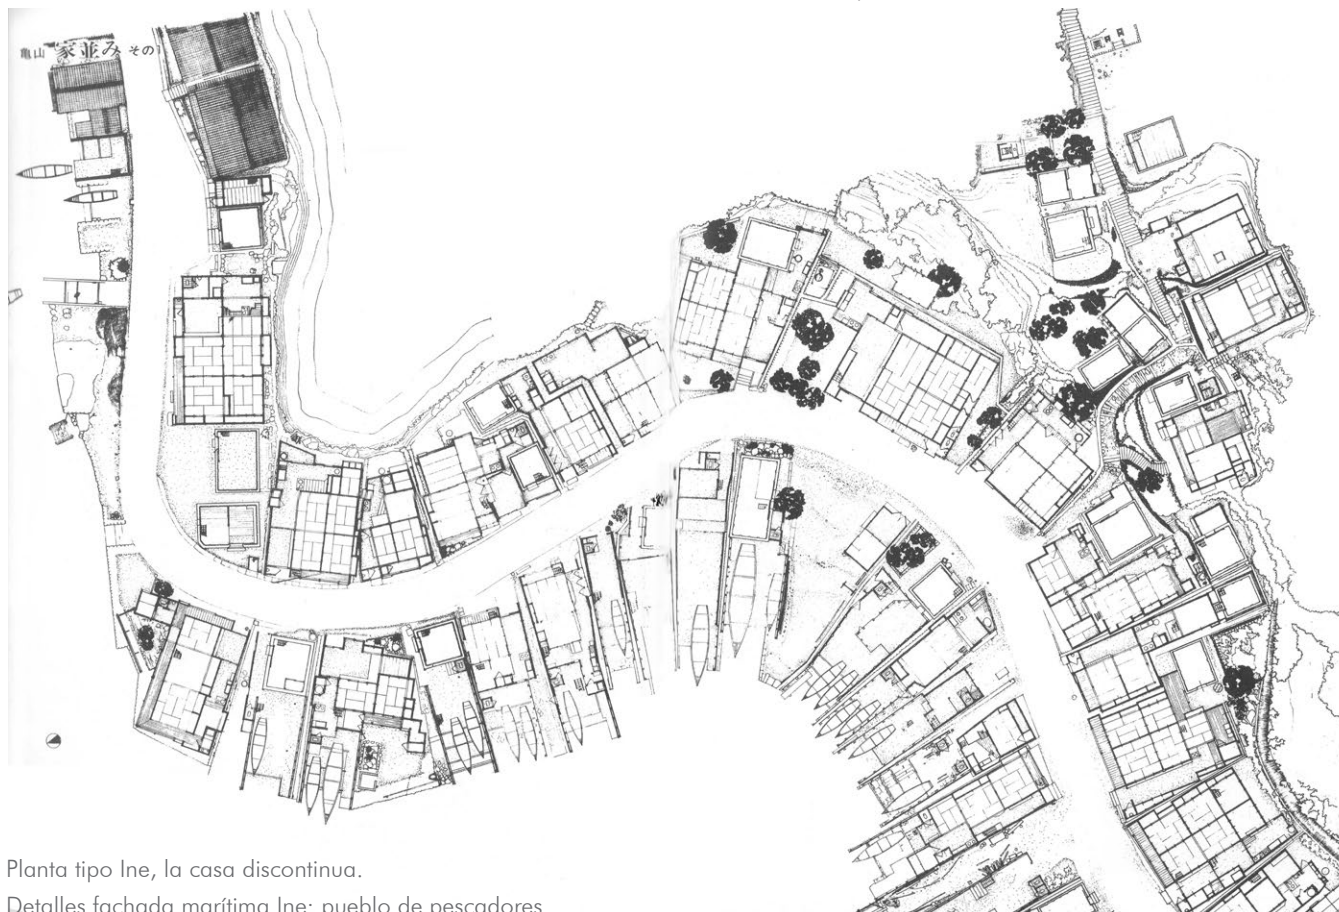 亀山 家並み その1
Planta tipo Ine, la casa discontinua.
Detalles fachada marítima Ine: pueblo de pescadores